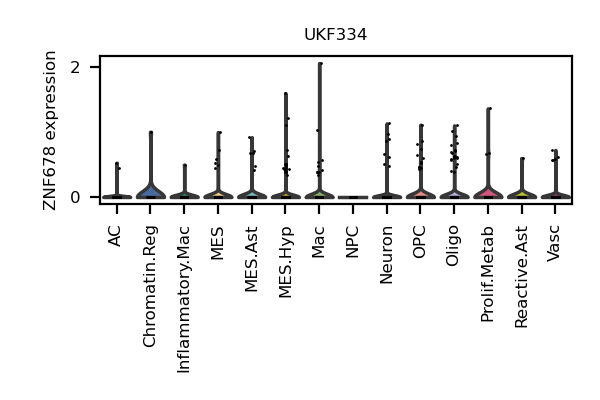 UKF334
ZNF678 expression
2
0
AC
Chromatin.Reg
Inflammatory.Mac
MES
MES.Ast
MES.Hyp
Mac
NPC
Neuron
OPC
Oligo
Prolif.Metab
Reactive.Ast
Vasc